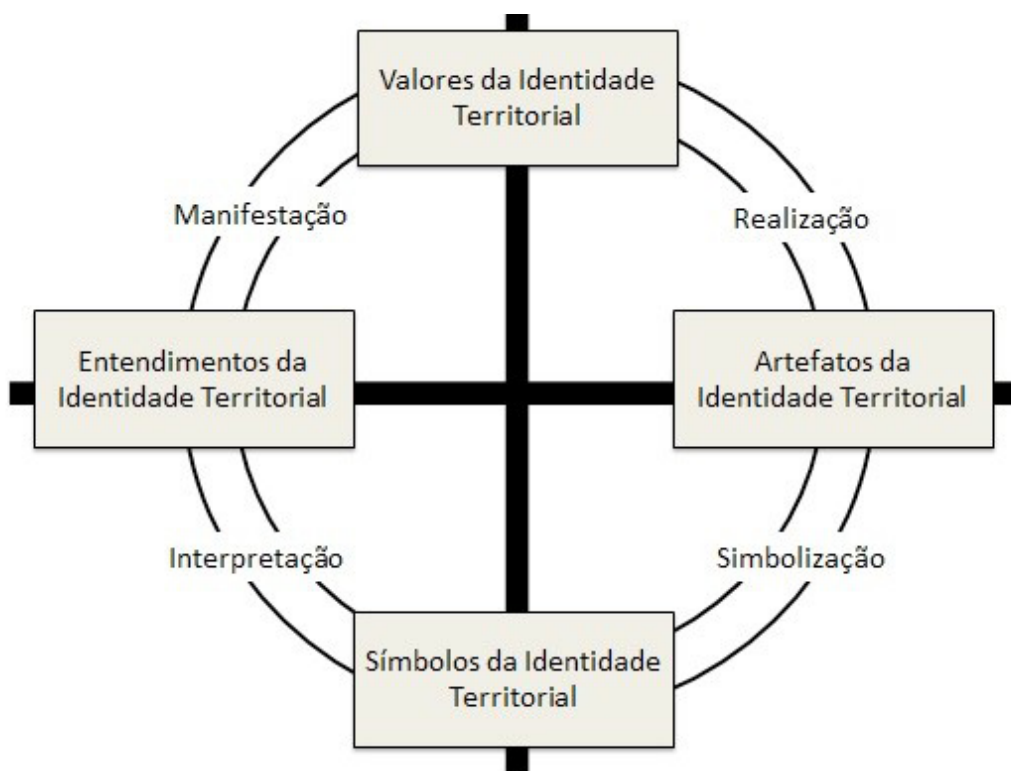 Valores da Identidade
Territorial
Manifestação
Realização
Entendimentos da
Identidade Territorial
Artefatos da
Identidade Territorial
Interpretação
Simbolização
Símbolos da Identidade
Territorial